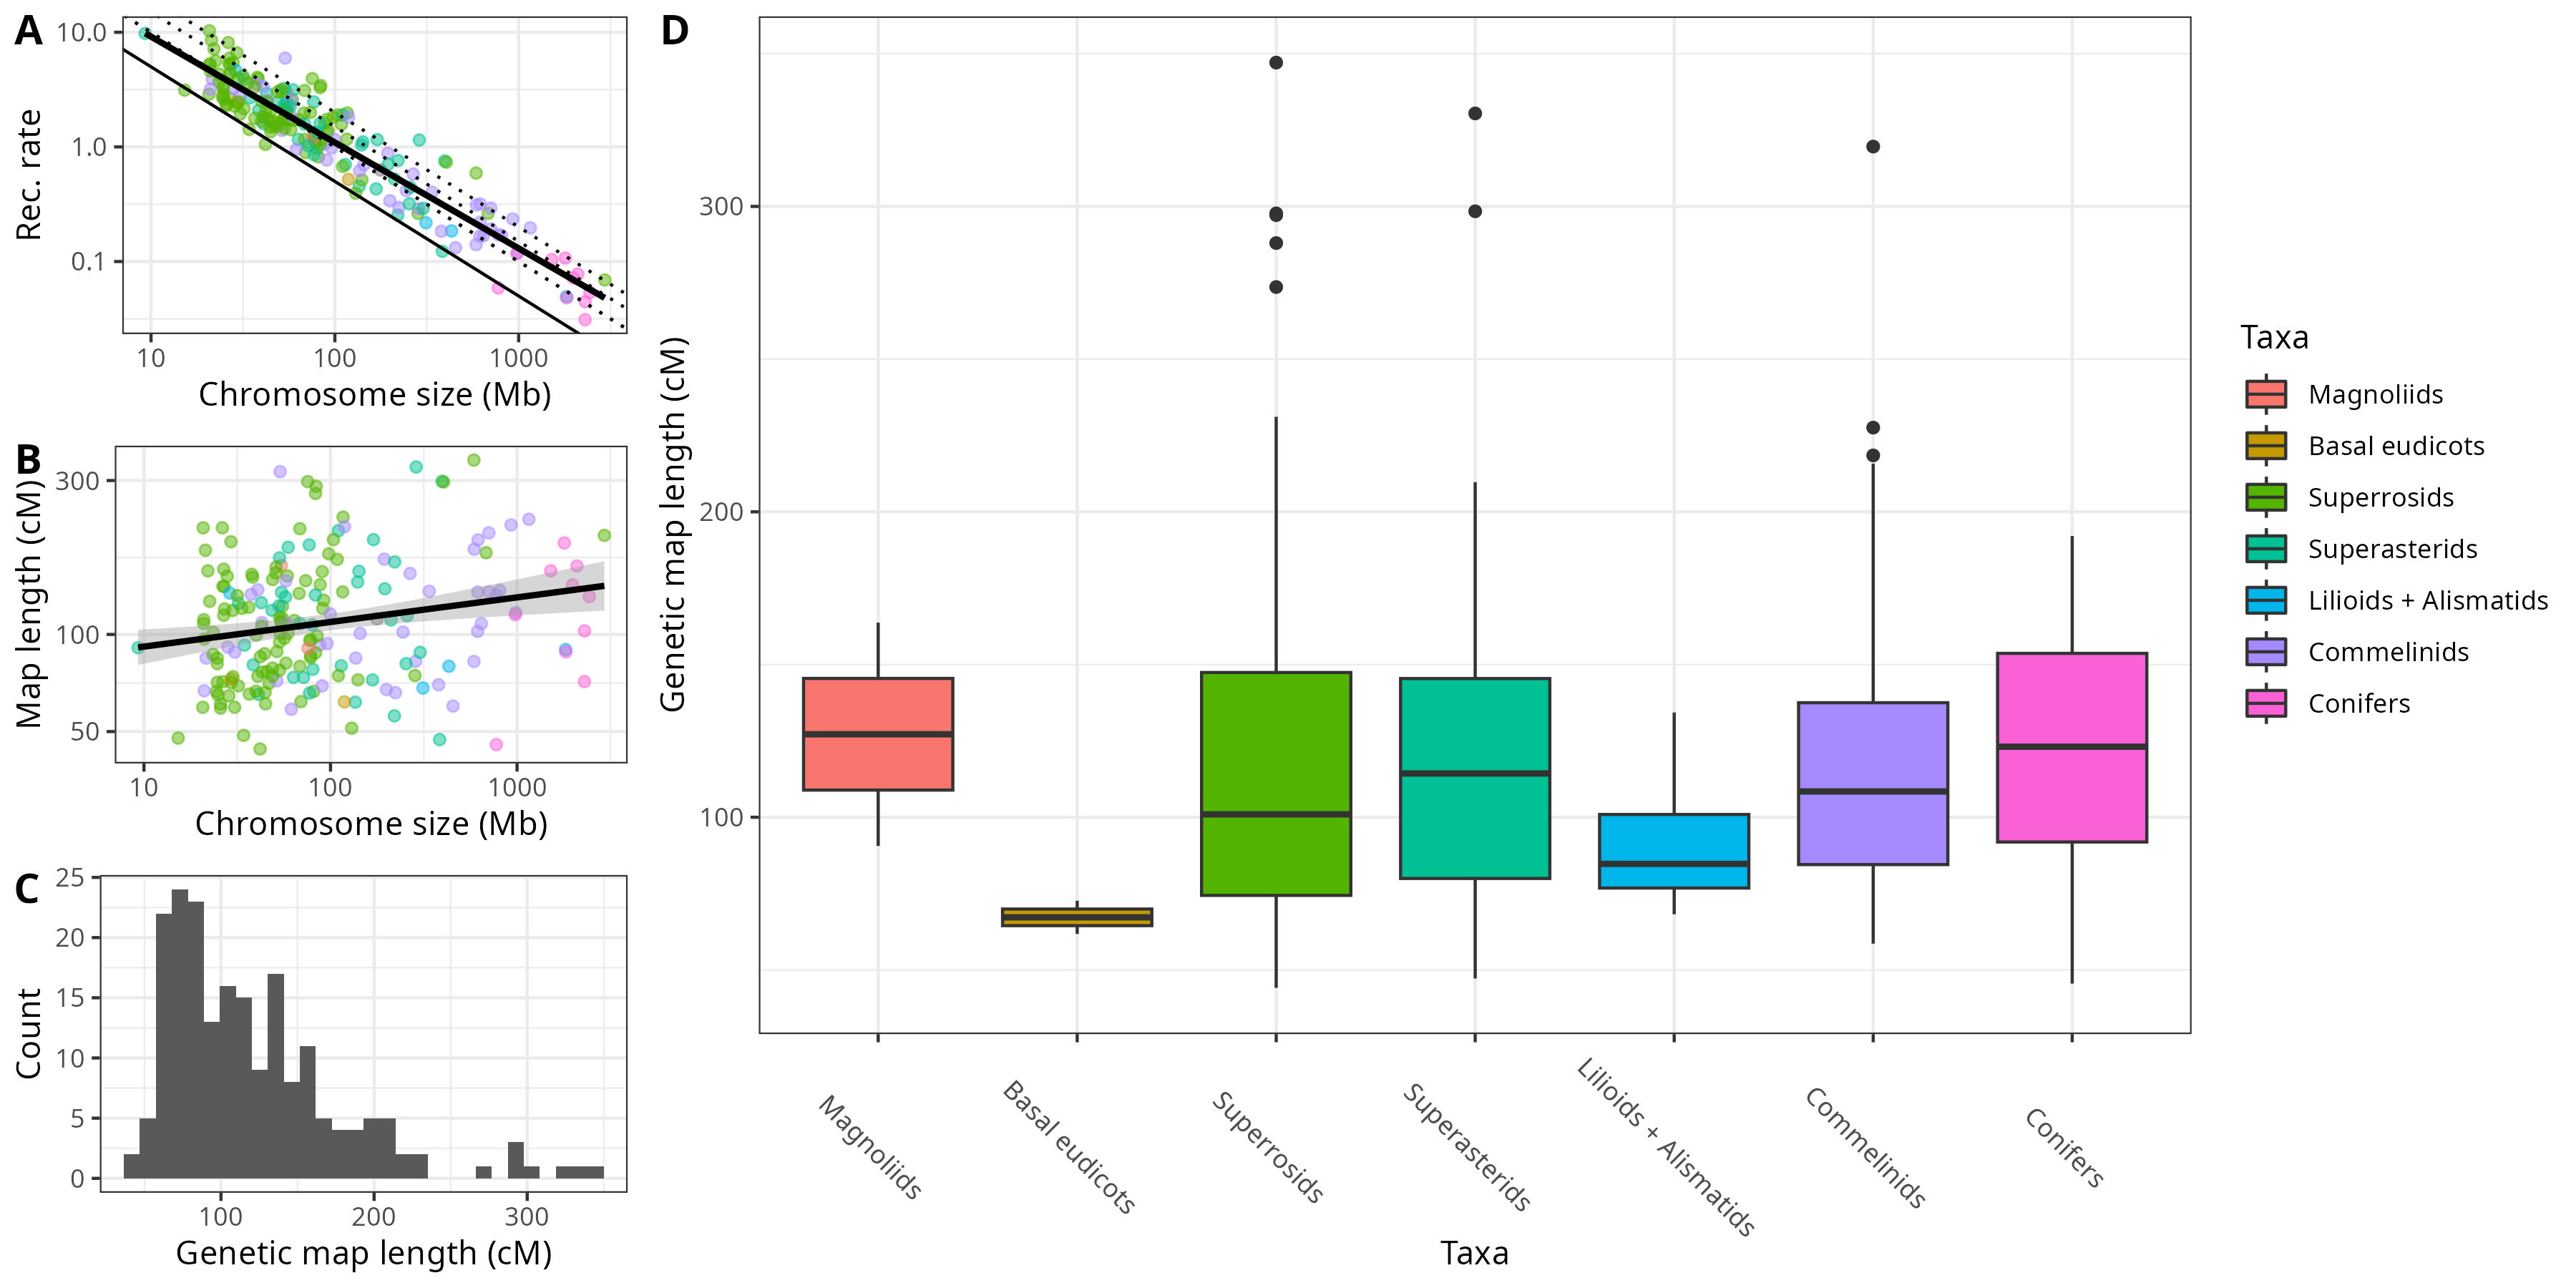 A
10.0
1.0
0.1
Rec. rate
10 100 1000
Chromosome size (Mb)
B
300
100
50
Map length (cM)
10 100 1000
Chromosome size (Mb)
C
25
20
15
10
5
0
Count
100 200 300
Genetic map length (cM)
D
300
200
100
Genetic map length (cM)
Magnoliids
Basal eudicots
Superrosids
Superasterids
Lilioids + Alismatids
Commelinids
Conifers
Taxa
Taxa
Magnoliids
Basal eudicots
Superrosids
Superasterids
Lilioids + Alismatids
Commelinids
Conifers